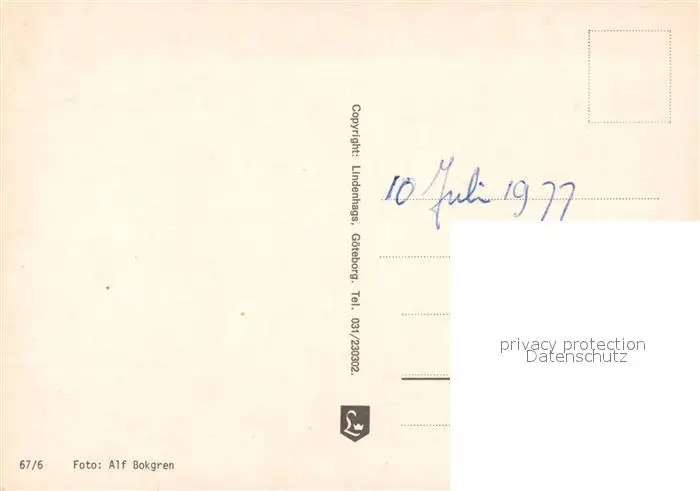 10 Juli 1977
Copyright: Lindenhags, Göteborg. Tel. 031/230302.
privacy protection
Datenschutz
L
67/6 Foto: Alf Bokgren